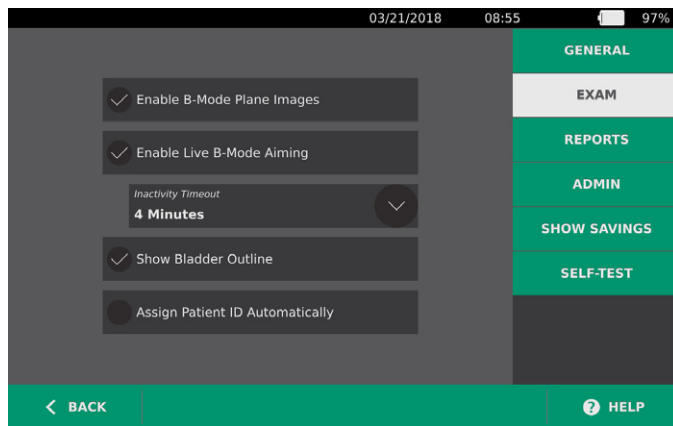 03/21/2018 08:55 97%
GENERAL
Enable B-Mode Plane Images
EXAM
Enable Live B-Mode Aiming
REPORTS
Inactivity Timeout
4 Minutes
ADMIN
SHOW SAVINGS
Show Bladder Outline
SELF-TEST
Assign Patient ID Automatically
BACK
? HELP